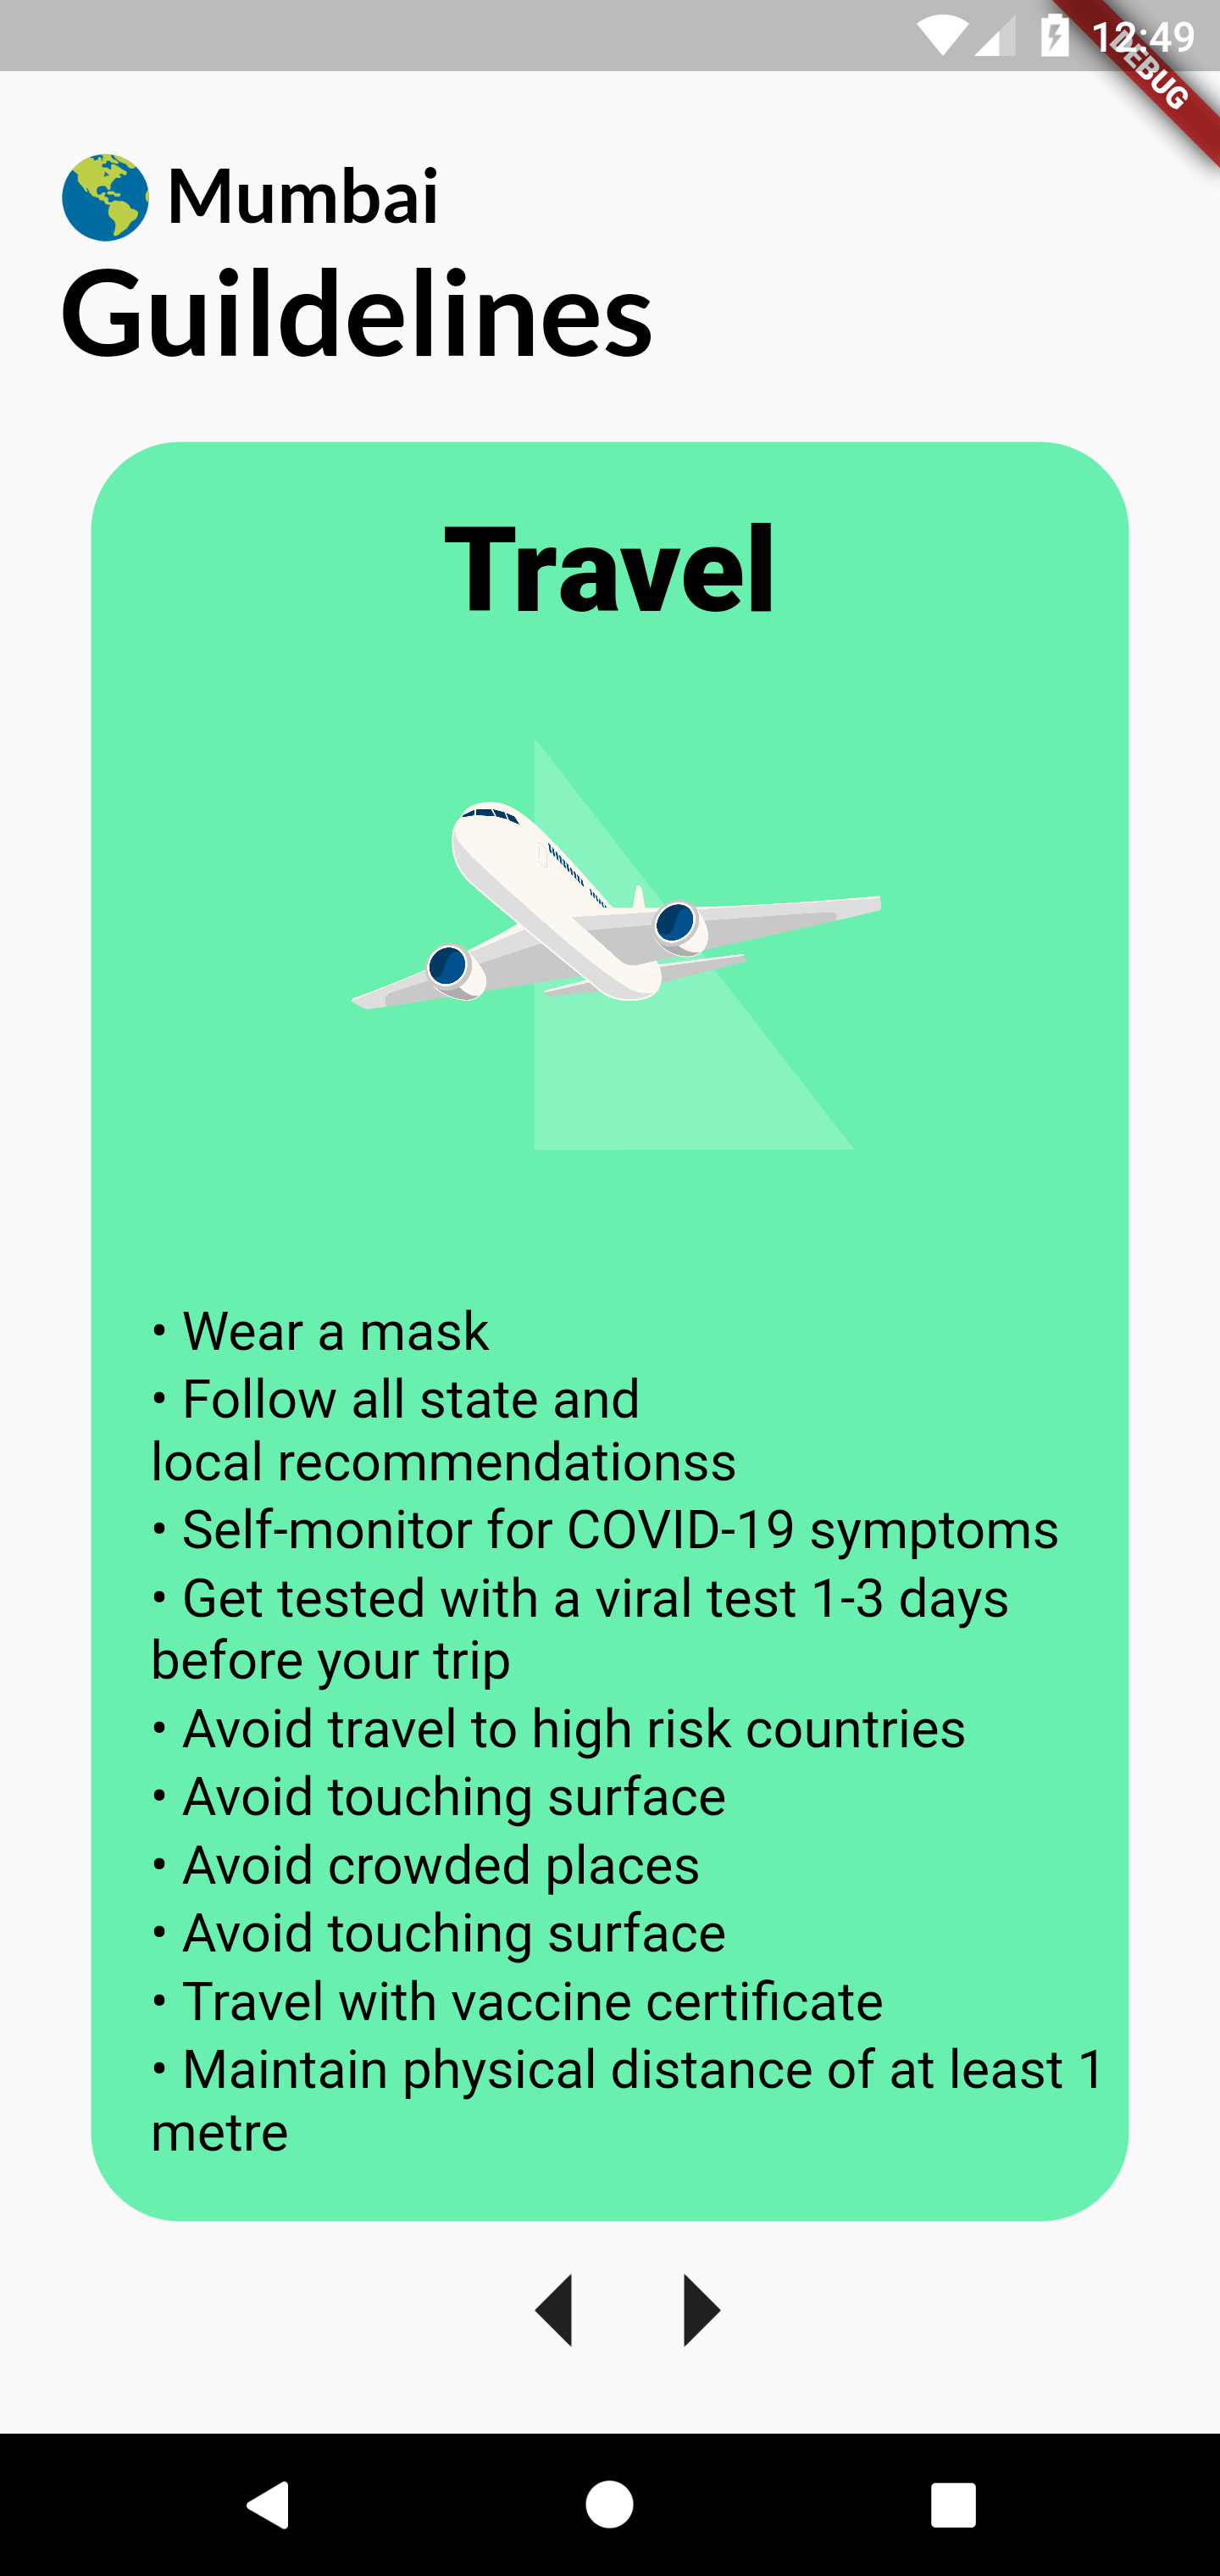 12:49
DEBUG
Mumbai
Guildelines
Travel
• Wear a mask
• Follow all state and
local recommendationss
• Self-monitor for COVID-19 symptoms
• Get tested with a viral test 1-3 days
before your trip
• Avoid travel to high risk countries
• Avoid touching surface
• Avoid crowded places
• Avoid touching surface
• Travel with vaccine certificate
• Maintain physical distance of at least 1
metre